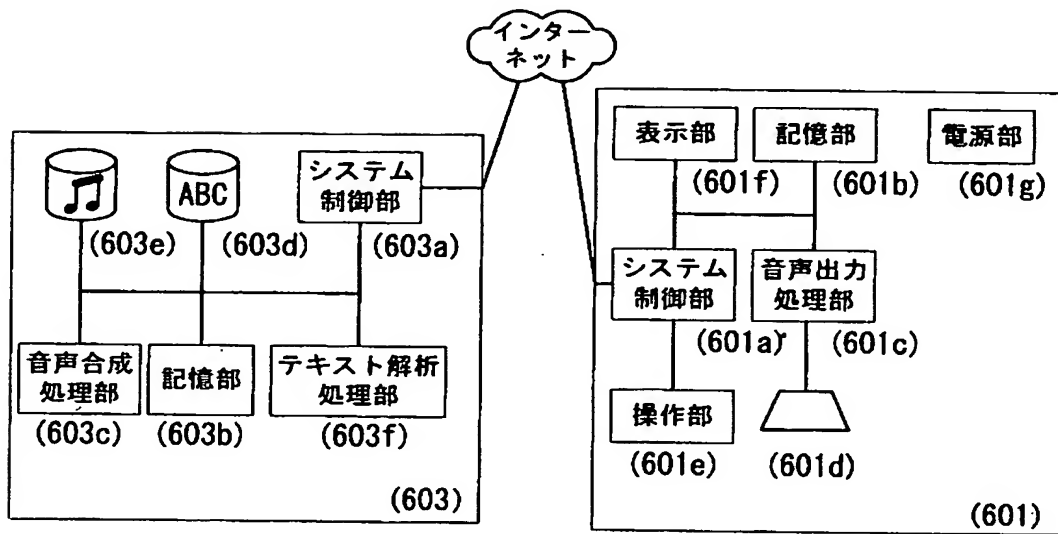 インター
ネット
ABC
システム
制御部
(603e)
(603d)
(603a)
音声合成
処理部
記憶部
テキスト解析
処理部
(603c)
(603b)
(603f)
(603)
表示部
記憶部
電源部
(601f)
(601b)
(601g)
システム
制御部
音声出力
処理部
(601a)
(601c)
操作部
(601e)
(601d)
(601)